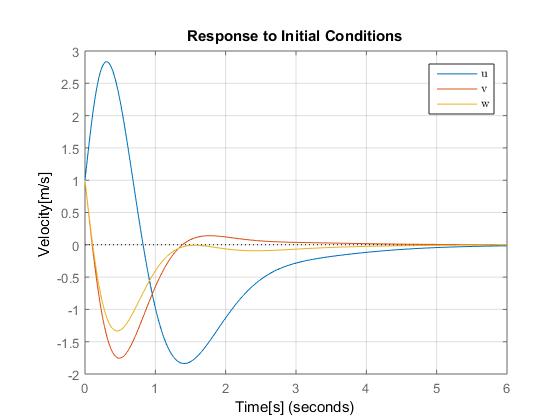 Response to Initial Conditions
3
2.5
2
1.5
1
0.5
0
-0.5
-1
-1.5
-2
Velocity[m/s]
u
v
w
0 1 2 3 4 5 6
Time[s] (seconds)